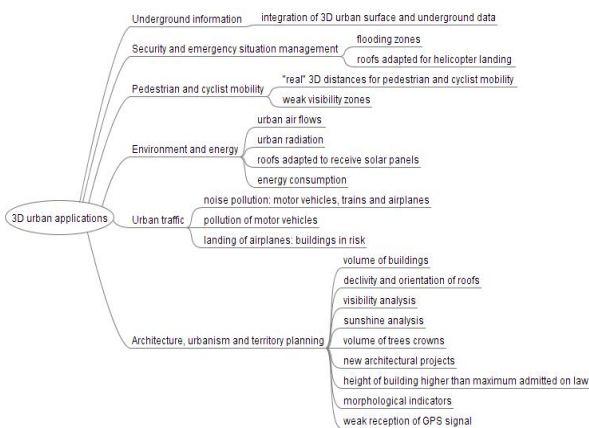 3D urban applications
Underground information
integration of 3D urban surface and underground data
Security and emergency situation management
flooding zones
roofs adapted for helicopter landing
Pedestrian and cyclist mobility
"real" 3D distances for pedestrian and cyclist mobility
weak visibility zones
Environment and energy
urban air flows
urban radiation
roofs adapted to receive solar panels
energy consumption
Urban traffic
noise pollution: motor vehicles, trains and airplanes
pollution of motor vehicles
landing of airplanes: buildings in risk
Architecture, urbanism and territory planning
volume of buildings
declivity and orientation of roofs
visibility analysis
sunshine analysis
volume of trees crowns
new architectural projects
height of building higher than maximum admitted on law
morphological indicators
weak reception of GPS signal